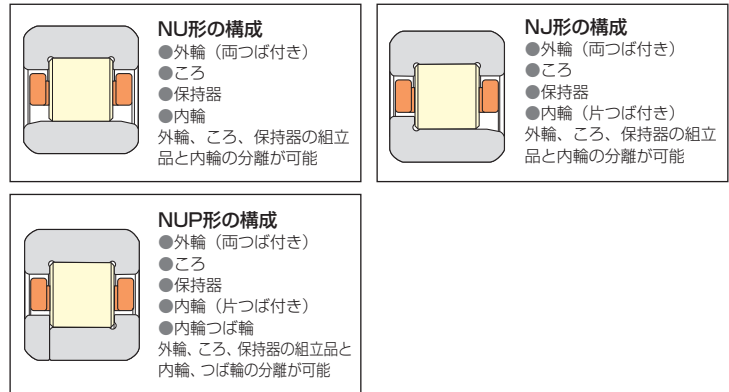 NU形の構成
●外輪（両つば付き）
●ころ
●保持器
●内輪
外輪、ころ、保持器の組立
品と内輪の分離が可能
NJ形の構成
●外輪（両つば付き）
●ころ
●保持器
●内輪（片つば付き）
外輪、ころ、保持器の組立
品と内輪の分離が可能
NUP形の構成
●外輪（両つば付き）
●ころ
●保持器
●内輪（片つば付き）
●内輪つば輪
外輪、ころ、保持器の組立品と
内輪、つば輪の分離が可能